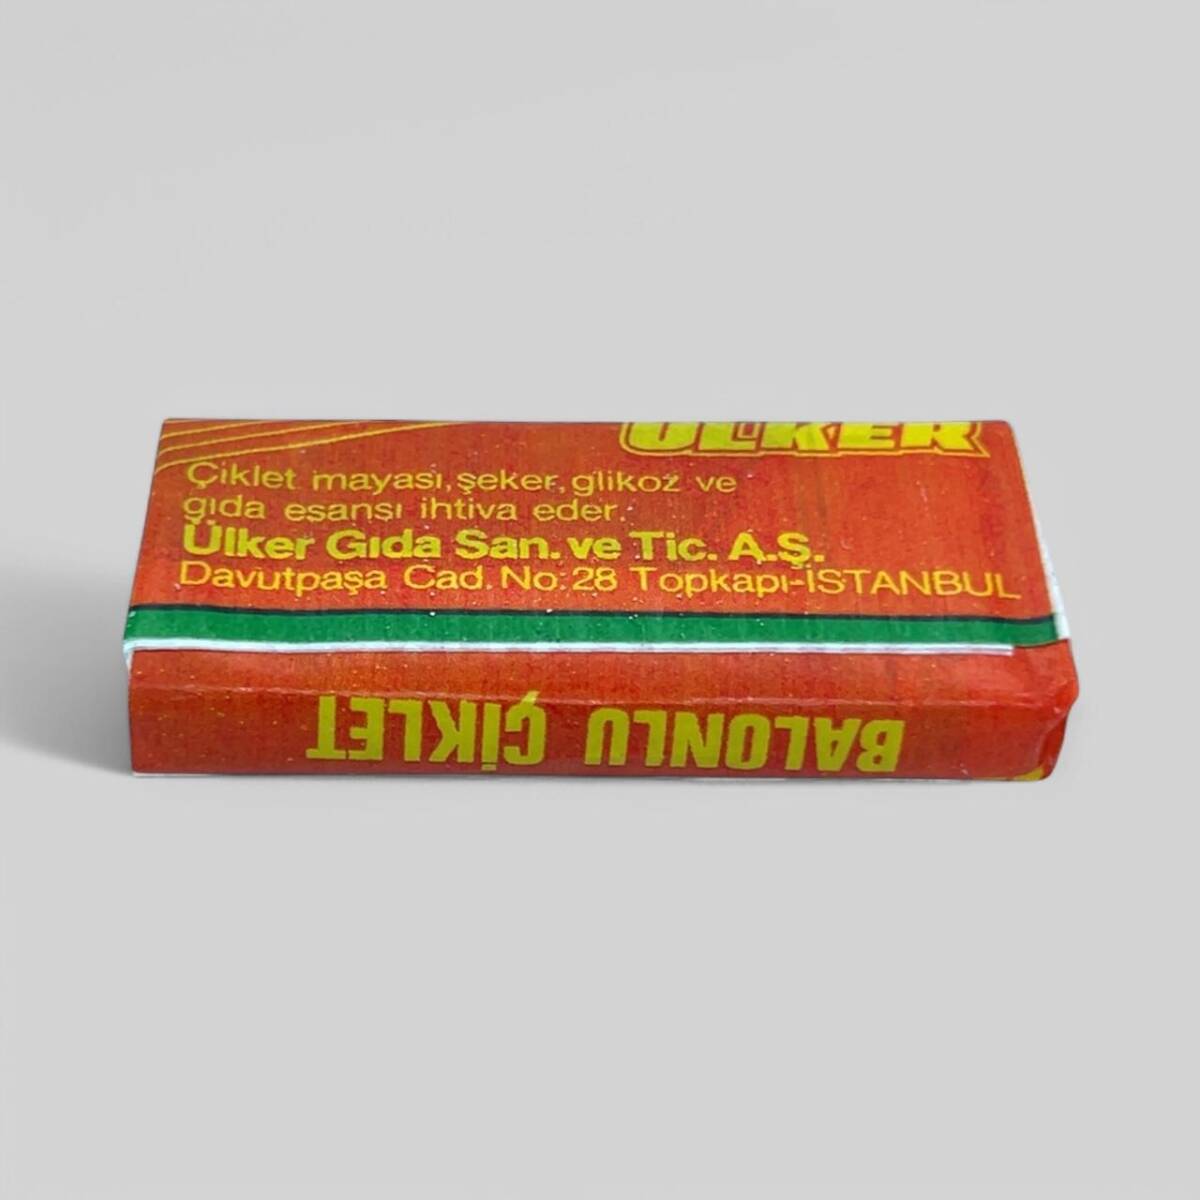 ÜLKER
Çiklet mayası, şeker, glikoz ve
gıda esansı ihtiva eder.
Ülker Gıda San. ve Tic. A.Ş.
Davutpaşa Cad. No: 28 Topkapı-İSTANBUL
BALONLU ÇİKLET